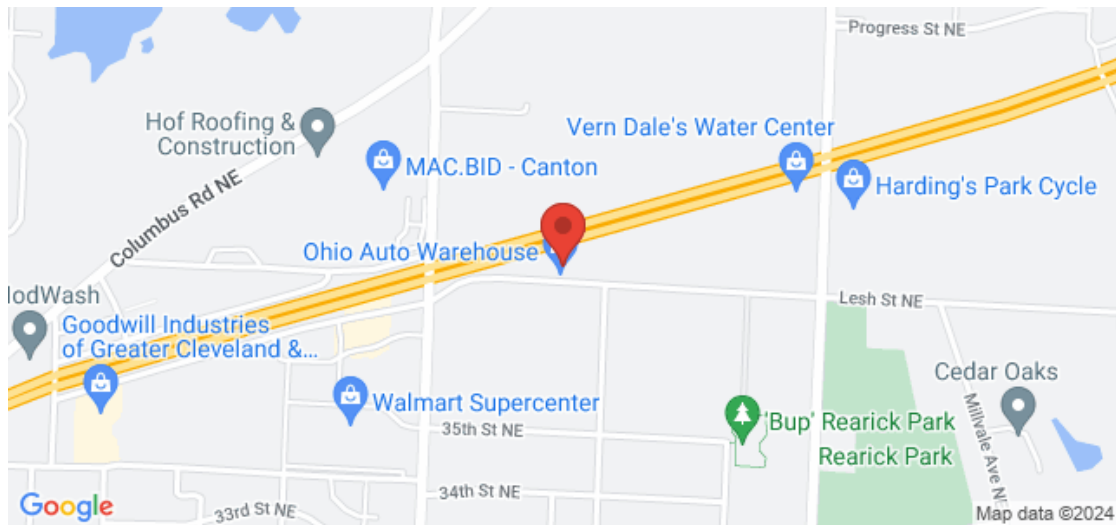 Progress St NE
Hof Roofing &
Construction
Vern Dale's Water Center
MAC.BID - Canton
Harding's Park Cycle
Columbus Rd NE
Ohio Auto Warehouse
Lesh St NE
Goodwill Industries
of Greater Cleveland &...
Cedar Oaks
Walmart Supercenter
'Bup' Rearick Park
35th St NE
Rearick Park
Millvale Ave NE
34th St NE
33rd St NE
Google
Map data ©2024